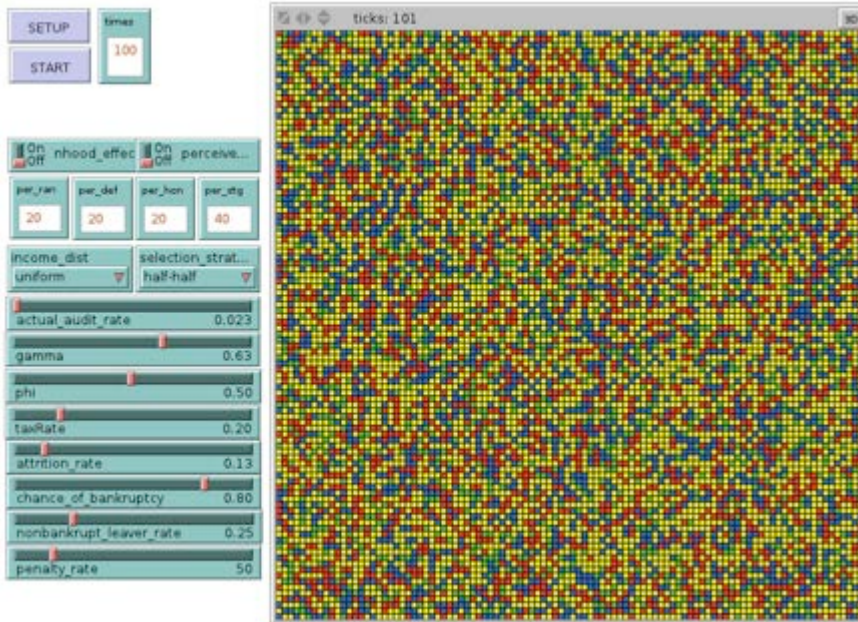 SETUP
times
100
START
ticks: 101
On
Off
nhood_effec
On
Off
perceive...
per_ran
20
per_def
20
per_hon
20
per_stg
40
income_dist
uniform
selection_strat...
half-half
actual_audit_rate 0.023
gamma 0.63
phi 0.50
taxRate 0.20
attrition_rate 0.13
chance_of_bankruptcy 0.80
nonbankrupt_leaver_rate 0.25
penalty_rate 50